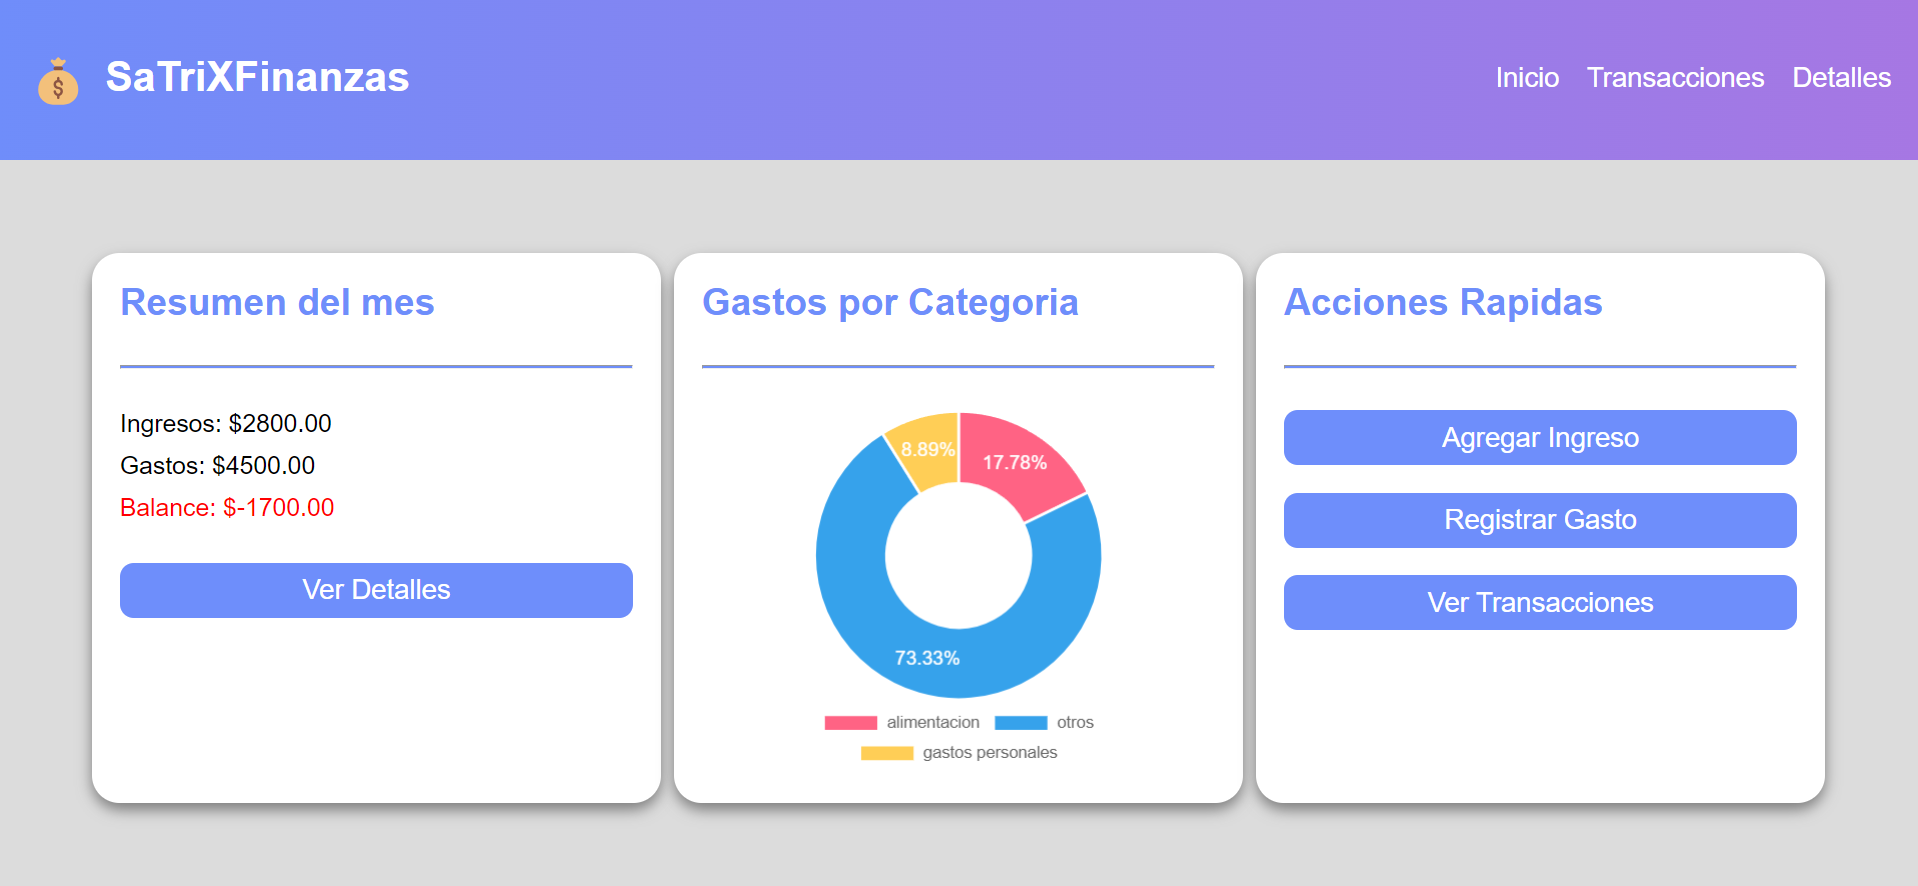 $
SaTriXFinanzas
Inicio Transacciones Detalles
Resumen del mes
Ingresos: $2800.00
Gastos: $4500.00
Balance: $-1700.00
Ver Detalles
Gastos por Categoria
8.89%
17.78%
73.33%
alimentacion otros
gastos personales
Acciones Rapidas
Agregar Ingreso
Registrar Gasto
Ver Transacciones